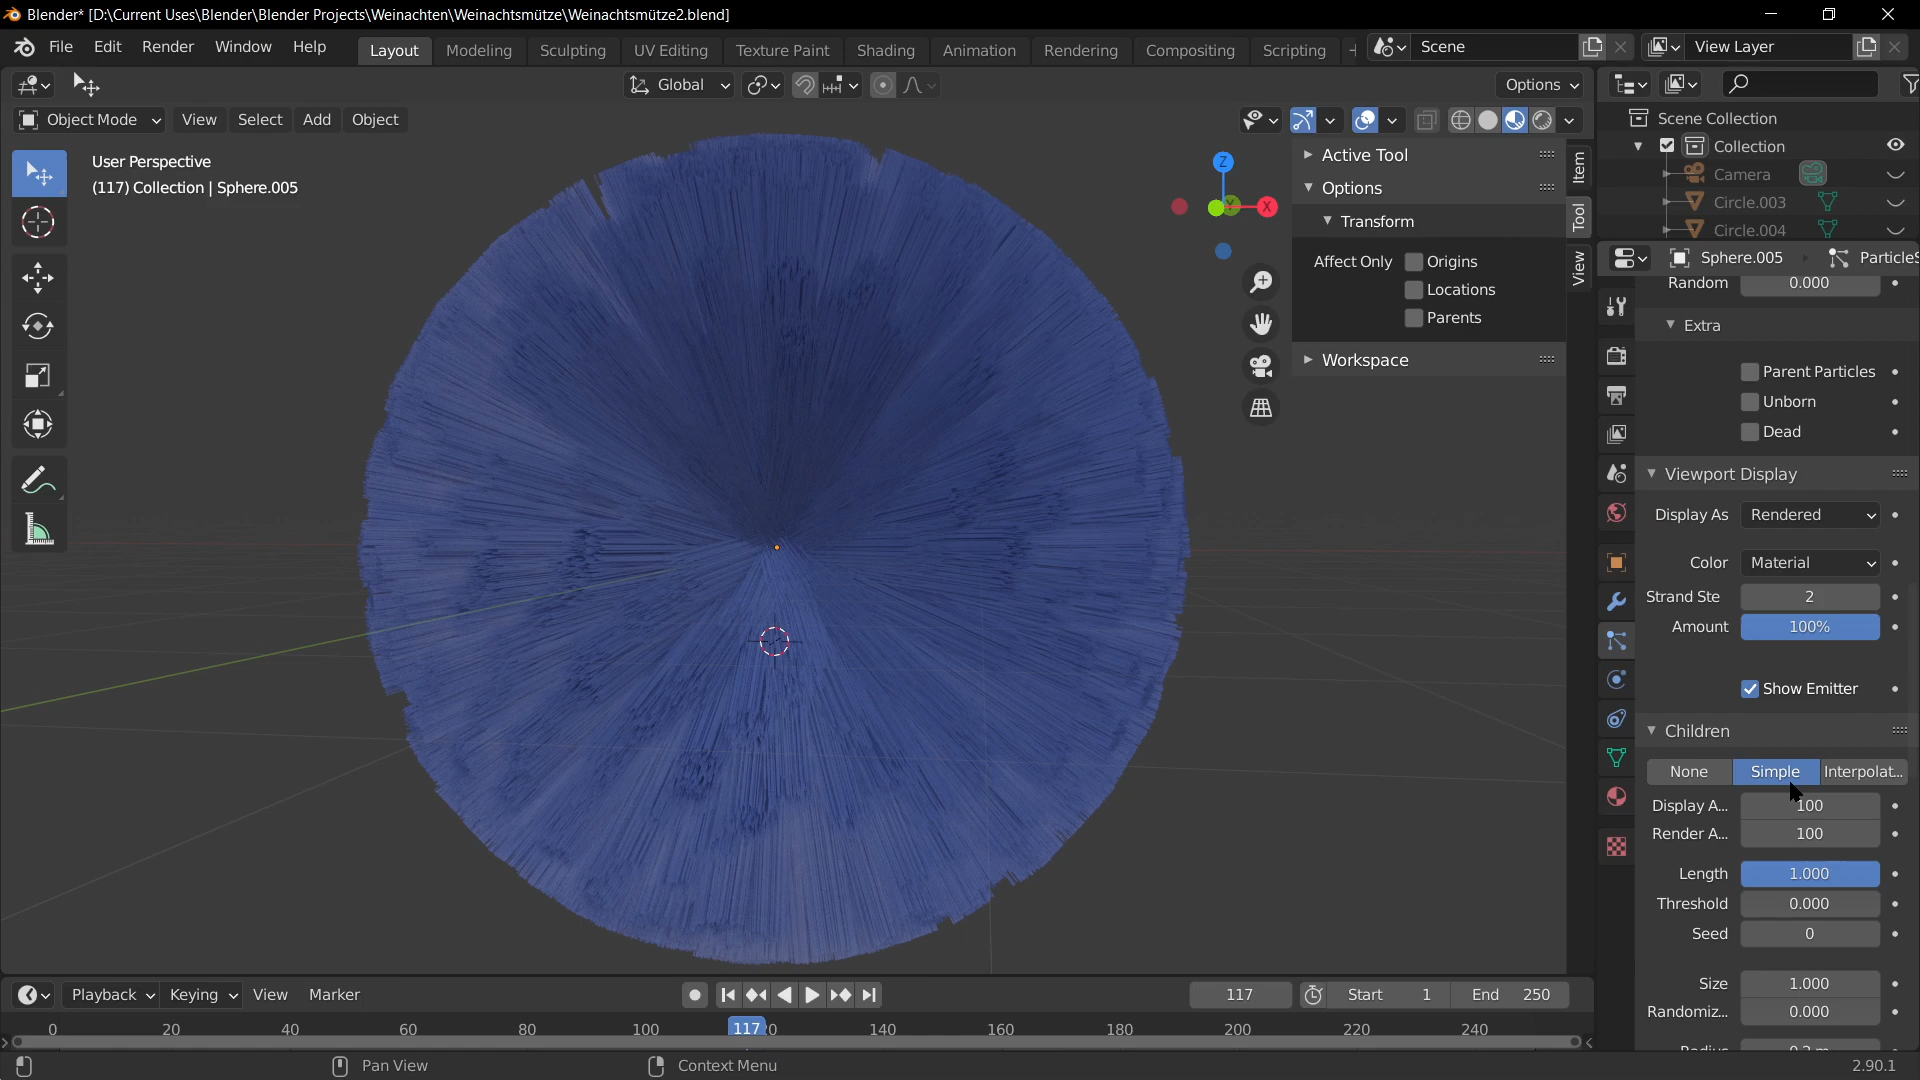 Blender* [D:\Current Uses\Blender\Blender Projects\Weinachten\Weinachtsmütze\Weinachtsmütze2.blend]
File Edit Render Window Help Layout Modeling Sculpting UV Editing Texture Paint Shading Animation Rendering Compositing Scripting Scene View Layer
Global Options
Object Mode View Select Add Object
User Perspective
(117) Collection | Sphere.005
Z
X
Y
Active Tool
Options
Transform
Affect Only Origins
Locations
Parents
Workspace
Item
Tool
View
Scene Collection
Collection
Camera
Circle.003
Circle.004
Sphere.005 ParticleS
Random 0.000
Extra
Parent Particles
Unborn
Dead
Viewport Display
Display As Rendered
Color Material
Strand Ste 2
Amount 100%
Show Emitter
Children
None Simple Interpolat...
Display A... 100
Render A... 100
Length 1.000
Threshold 0.000
Seed 0
Size 1.000
Randomiz... 0.000
Radius 0.2 m
Playback Keying View Marker 117 Start 1 End 250
0 20 40 60 80 100 117 20 140 160 180 200 220 240
Pan View Context Menu 2.90.1